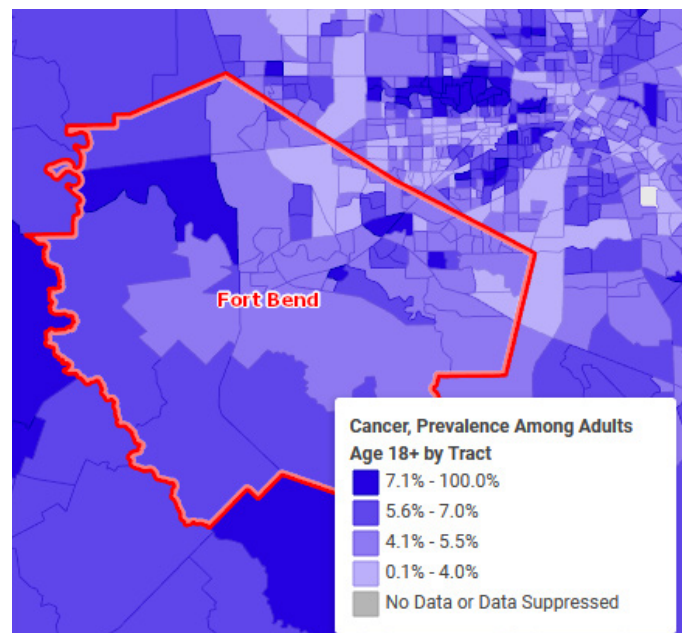 Fort Bend
Cancer, Prevalence Among Adults
Age 18+ by Tract
7.1% - 100.0%
5.6% - 7.0%
4.1% - 5.5%
0.1% - 4.0%
No Data or Data Suppressed